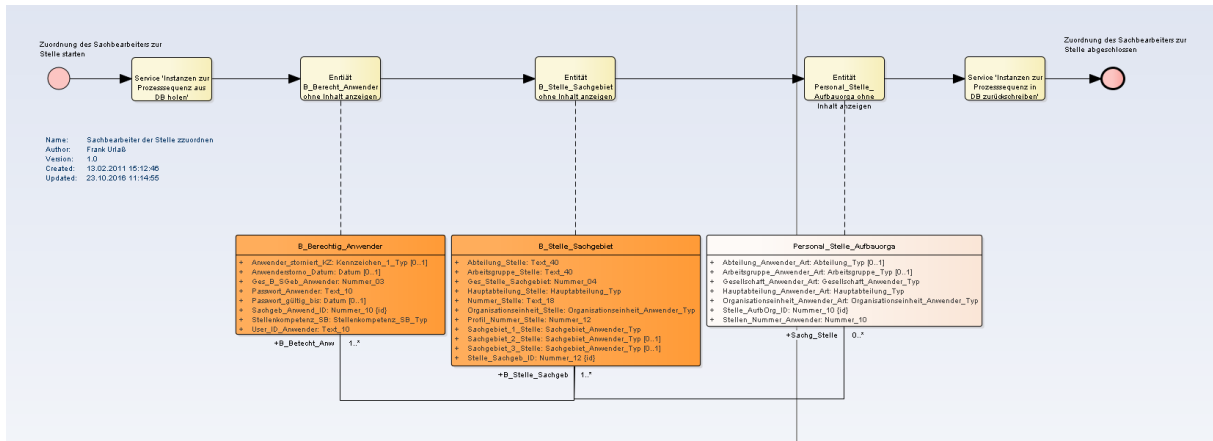 Zuordnung des Sachbearbeiters zur
Stelle starten
Zuordnung des Sachbearbeiters zur
Stelle abgeschlossen
Service 'Instanzen zur
Prozesssequenz aus
DB holen'
Entität
B_Berecht_Anwender
ohne Inhalt anzeigen
Entität
B_Stelle_Sachgebiet
ohne Inhalt anzeigen
Entität
Personal_Stelle_
Aufbauorga ohne
Inhalt anzeigen
Service 'Instanzen zur
Prozesssequenz in
DB zurückschreiben'
Name: Sachbearbeiter der Stelle zzuordnen
Author: Frank Urlaß
Version: 1.0
Created: 13.02.2011 15:12:46
Updated: 23.10.2016 11:14:55
B_Berechtig_Anwender
+ Anwender_storniert_KZ: Kennzeichen_1_Typ [0..1]
+ Anwenderstorno_Datum: Datum [0..1]
+ Ges_B_SGeb_Anwender: Nummer_03
+ Passwort_Anwender: Text_10
+ Passwort_gültig_bis: Datum [0..1]
+ Sachgeb_Anwend_ID: Nummer_10 {id}
+ Stellenkompetenz_SB: Stellenkompetenz_SB_Typ
+ User_ID_Anwender: Text_10
+B_Betecht_Anw 1..*
B_Stelle_Sachgebiet
+ Abteilung_Stelle: Text_40
+ Arbeitsgruppe_Stelle: Text_40
+ Ges_Stelle_Sachgebiet: Nummer_04
+ Hauptabteilung_Stelle: Hauptabteilung_Typ
+ Nummer_Stelle: Text_18
+ Organisationseinheit_Stelle: Organisationseinheit_Anwender_Typ
+ Profil_Nummer_Stelle: Nummer_12
+ Sachgebiet_1_Stelle: Sachgebiet_Anwender_Typ
+ Sachgebiet_2_Stelle: Sachgebiet_Anwender_Typ [0..1]
+ Sachgebiet_3_Stelle: Sachgebiet_Anwender_Typ [0..1]
+ Stelle_Sachgeb_ID: Nummer_12 {id}
+B_Stelle_Sachgeb 1..*
Personal_Stelle_Aufbauorga
+ Abteilung_Anwender_Art: Abteilung_Typ [0..1]
+ Arbeitsgruppe_Anwender_Art: Arbeitsgruppe_Typ [0..1]
+ Gesellschaft_Anwender_Art: Gesellschaft_Anwender_Typ
+ Hauptabteilung_Anwender_Art: Hauptabteilung_Typ
+ Organisationseinheit_Anwender_Art: Organisationseinheit_Anwender_Typ
+ Stelle_AufbOrg_ID: Nummer_10 {id}
+ Stellen_Nummer_Anwender: Nummer_10
+Sachg_Stelle 0..*